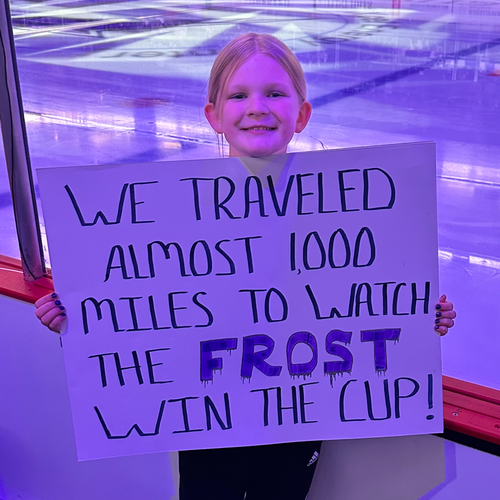 WE TRAVELED
ALMOST 1,000
MILES TO WATCH
THE FROST
WIN THE CUP!